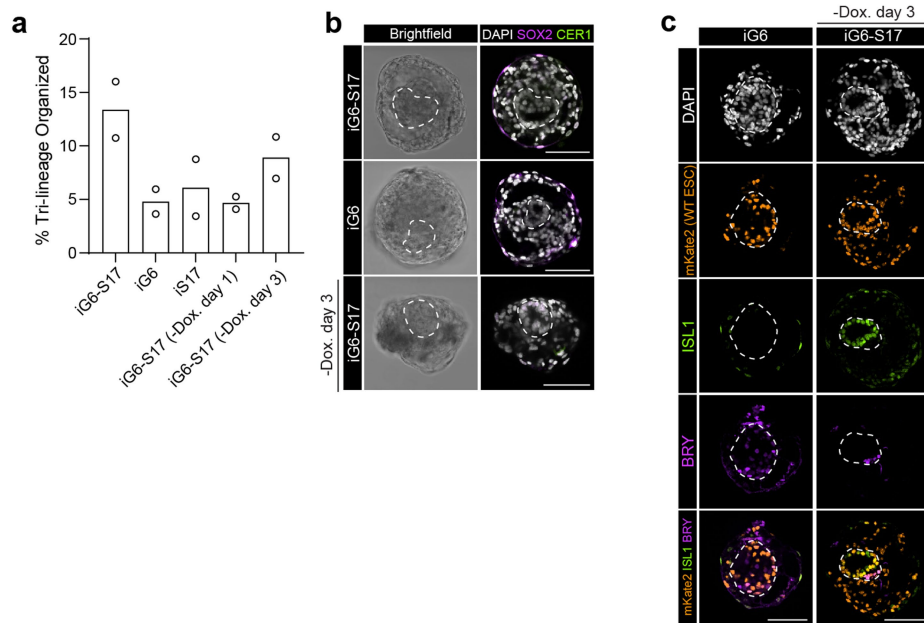 a
% Tri-lineage Organized
20
15
10
5
0
iG6-S17
iG6
iS17
iG6-S17 (-Dox. day 1)
iG6-S17 (-Dox. day 3)
b
Brightfield
DAPI SOX2 CER1
iG6-S17
iG6
-Dox. day 3
iG6-S17
c
-Dox. day 3
iG6
iG6-S17
DAPI
mKate2 (WT ESC)
ISL1
BRY
mKate2 ISL1 BRY